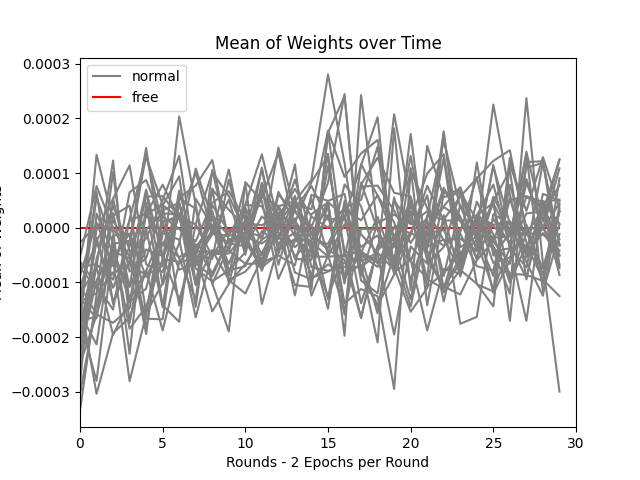 Mean of Weights over Time
normal
free
0.0003
0.0002
0.0001
0.0000
−0.0001
−0.0002
−0.0003
0 5 10 15 20 25 30
Rounds - 2 Epochs per Round